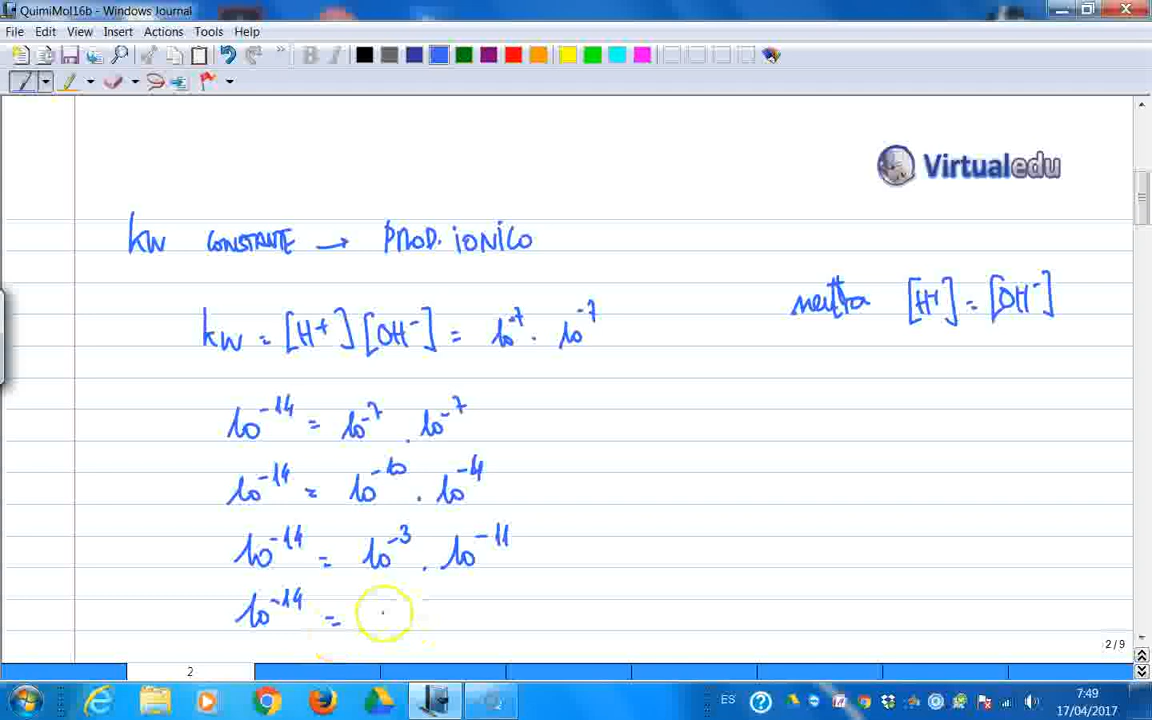 QuimiMol16b - Windows Journal
File Edit View Insert Actions Tools Help
Virtualedu
kw CONSTANTE → PROD. iONiCO
neutra [H+] = [OH⁻]
kw = [H+] [OH⁻] = 10⁻⁷ . 10⁻⁷
10⁻¹⁴ = 10⁻⁷ . 10⁻⁷
10⁻¹⁴ = 10⁻¹⁰ . 10⁻⁴
10⁻¹⁴ = 10⁻³ . 10⁻¹¹
10⁻¹⁴ =
2 / 9
2
ES
7:49
17/04/2017